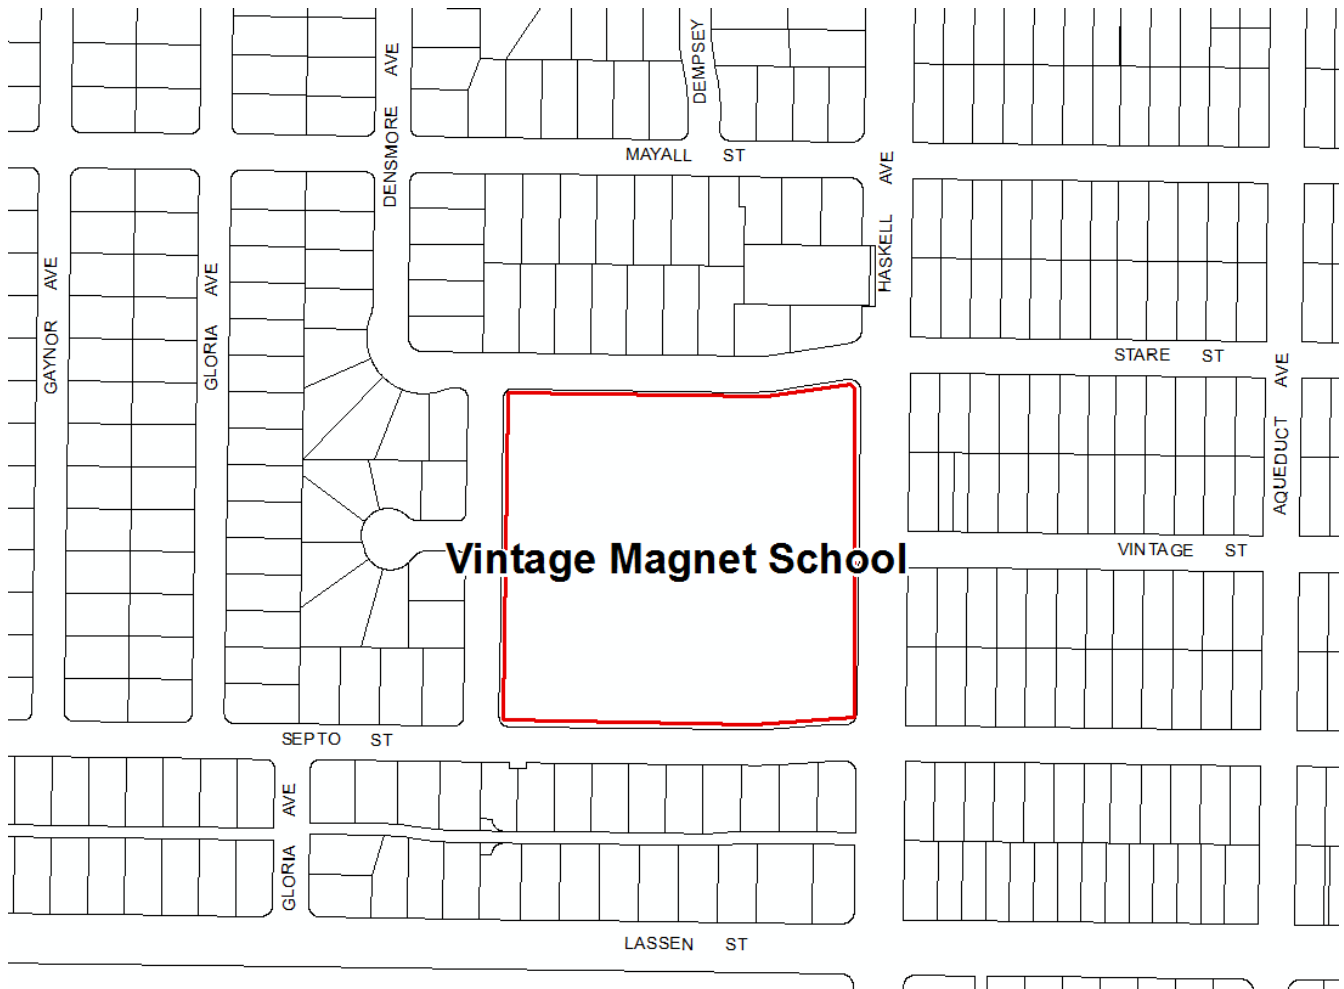 DEMPSEY
DENSMORE AVE
MAYALL ST
HASKELL AVE
GAYNOR AVE
GLORIA AVE
STARE ST
AQUEDUCT AVE
Vintage Magnet School
VINTAGE ST
SEPTO ST
GLORIA AVE
LASSEN ST